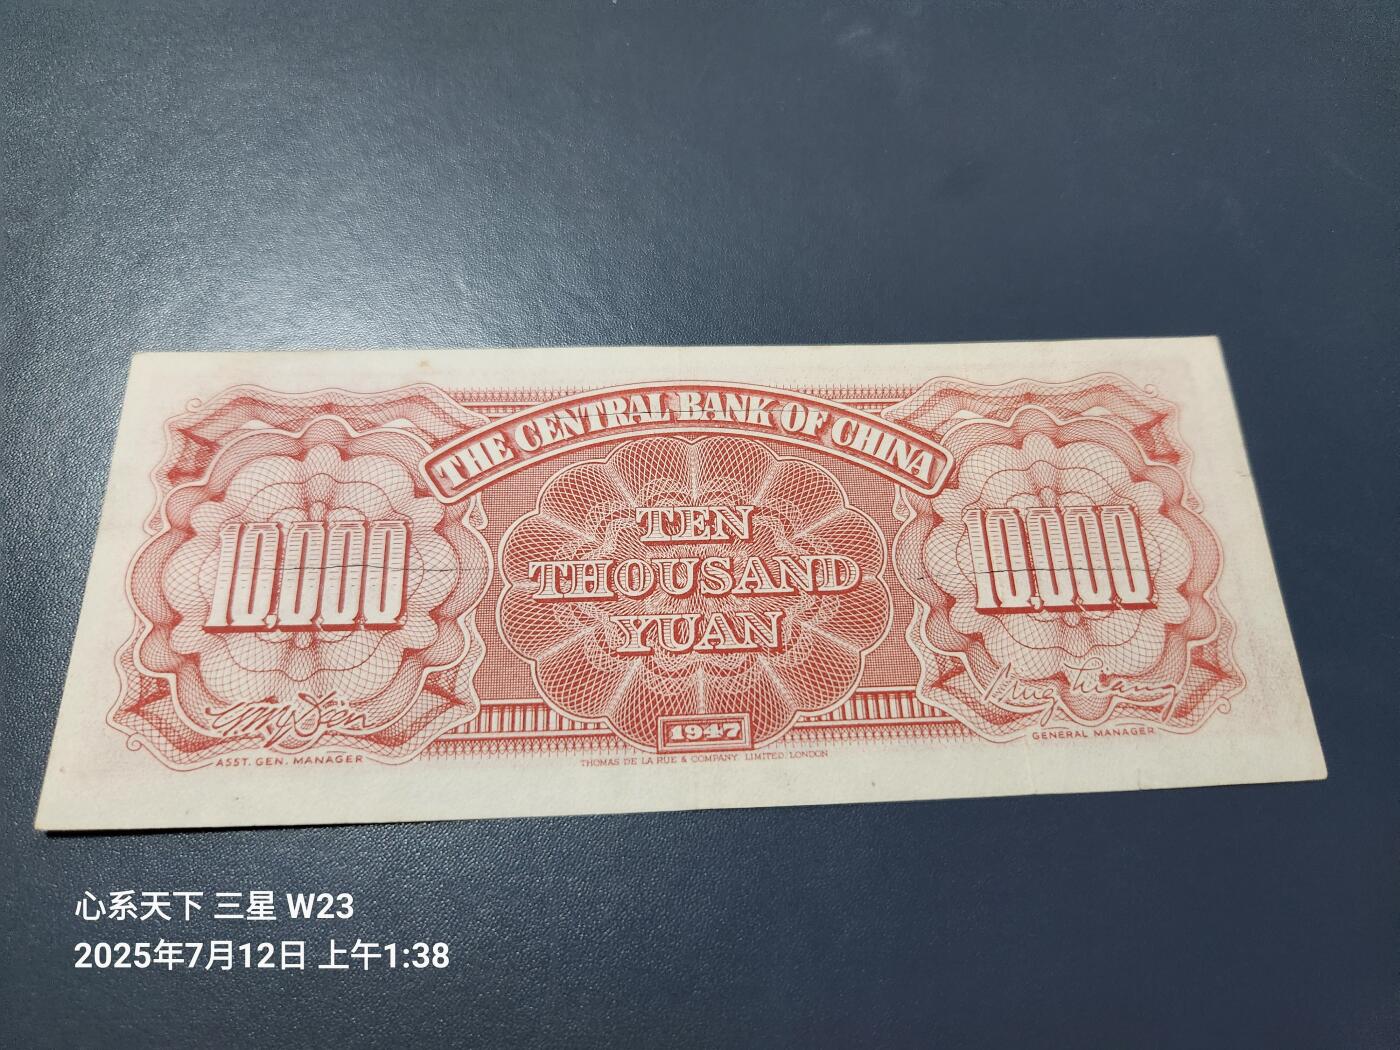 THE CENTRAL BANK OF CHINA
TEN
THOUSAND
YUAN
10,000
10,000
ASST. GEN. MANAGER
GENERAL MANAGER
1947
THOMAS DE LA RUE & COMPANY, LIMITED, LONDON
心系天下 三星 W23
2025年7月12日 上午1:38